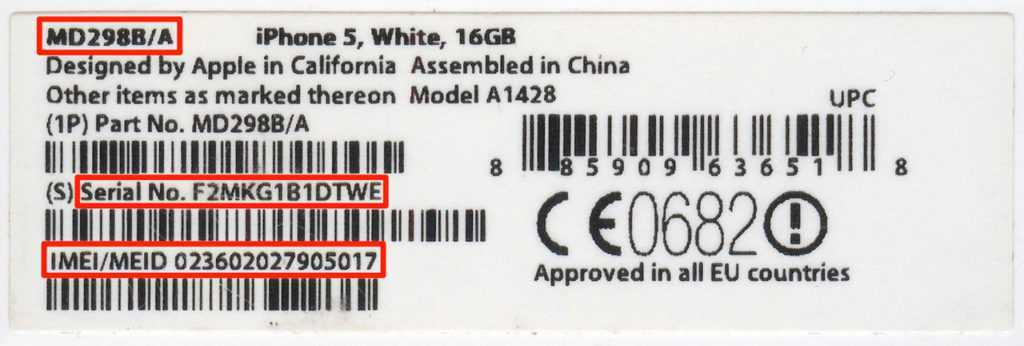 MD298B/A iPhone 5, White, 16GB
Designed by Apple in California Assembled in China
Other items as marked thereon Model A1428
(1P) Part No. MD298B/A
UPC
8 85909 63651 8
(S) Serial No. F2MKG1B1DTWE
IMEI/MEID 023602027905017
CE0682
Approved in all EU countries